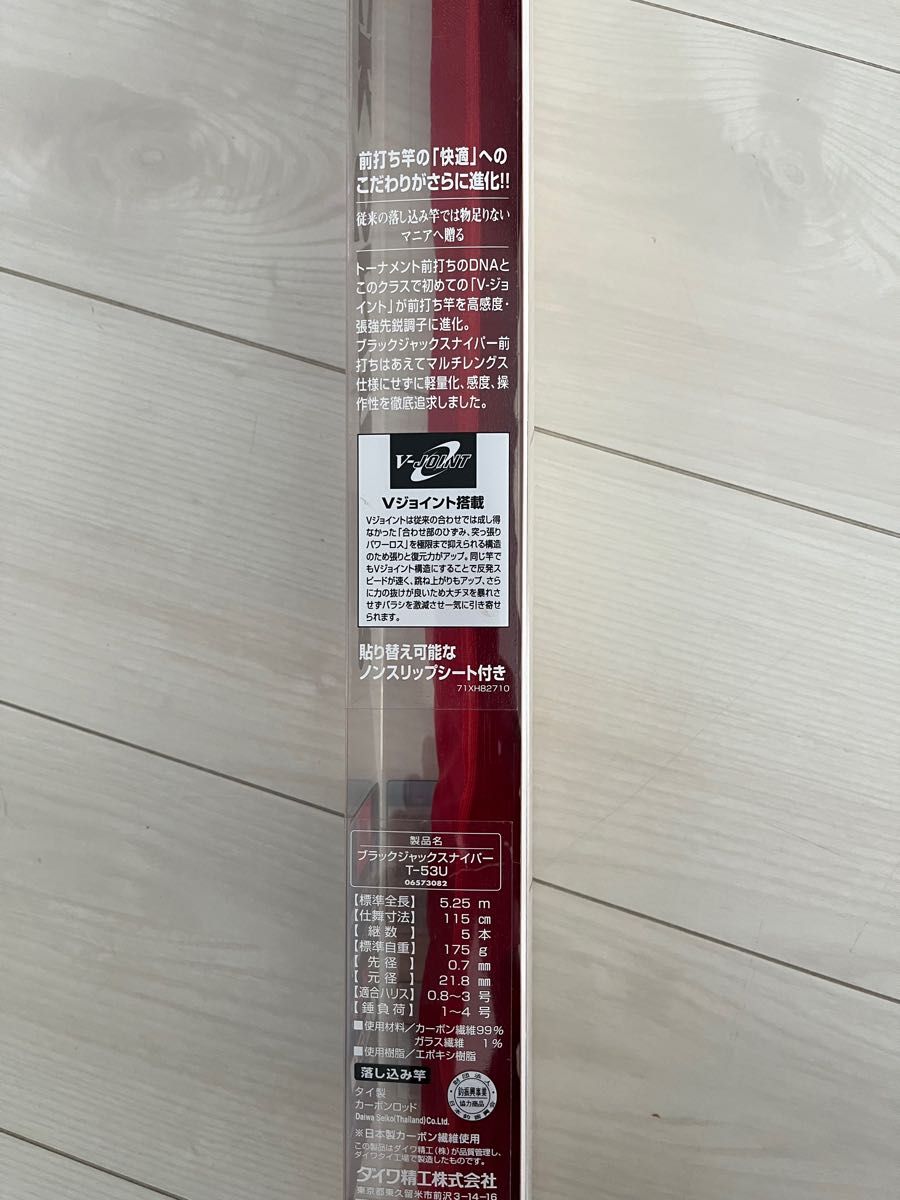 前打ち竿の「快適」への
こだわりがさらに進化!!
従来の落し込み竿では物足りない
マニアへ贈る
トーナメント前打ちのDNAと
このクラスで初めての「V-ジョ
イント」が前打ち竿を高感度・
張強先鋭調子に進化。
ブラックジャックスナイパー前
打ちはあえてマルチレングス
仕様にせずに軽量化、感度、操
作性を徹底追求しました。
V-JOINT
Vジョイント搭載
Vジョイントは従来の合わせでは成し得
なかった「合わせ部のひずみ、突っ張り
パワーロス」を極限まで抑えられる構造
のため張りと復元力がアップ。同じ竿で
もVジョイント構造にすることで反発ス
ピードが速く、跳ね上がりもアップ、さら
に力の抜けが良いため大チヌを暴れさ
せずバラシを激減させ一気に引き寄せ
られます。
貼り替え可能な
ノンスリップシート付き
71XHB2710
製品名
ブラックジャックスナイパー
T-53U
06573082
【標準全長】 5.25 m
【仕舞寸法】 115 cm
【継数】 5 本
【標準自重】 175 g
【先径】 0.7 mm
【元径】 21.8 mm
【適合ハリス】 0.8〜3 号
【錘負荷】 1〜4 号
■使用材料/カーボン繊維99%
ガラス繊維 1%
■使用樹脂/エポキシ樹脂
落し込み竿
タイ製
カーボンロッド
Daiwa Seiko(Thailand)Co.Ltd.
財団法人
釣振興事業
協力商品
日本釣振興会
※日本製カーボン繊維使用
この製品はダイワ精工(株)が品質管理し、
ダイワタイ工場で製造したものです。
ダイワ精工株式会社
東京都東久留米市前沢3-14-16